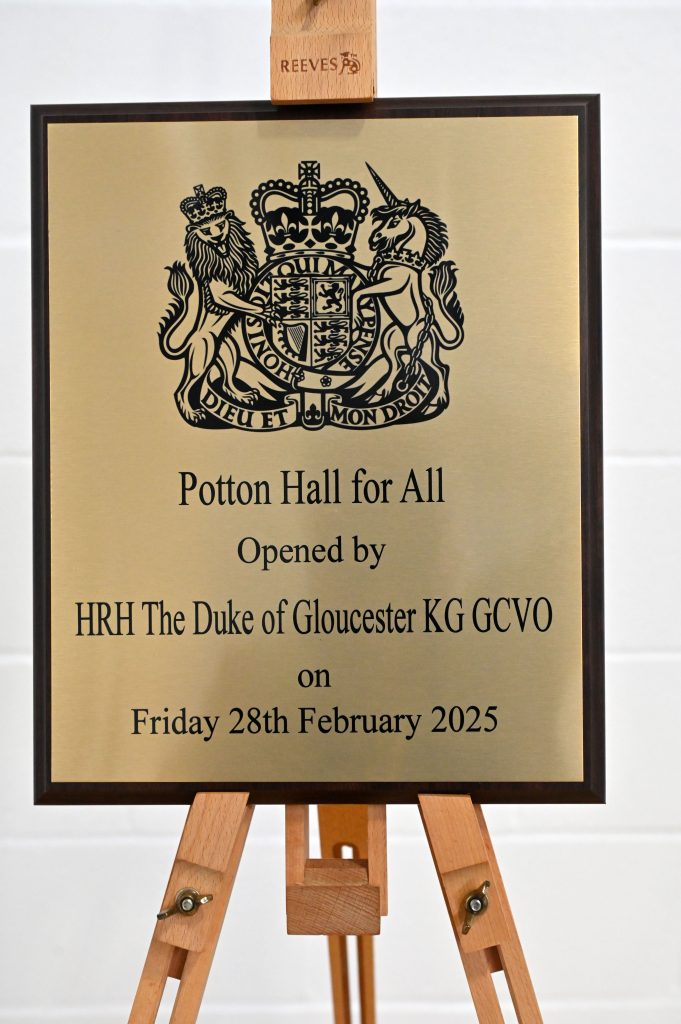 REEVES
HONI SOIT QUI MAL Y PENSE
DIEU ET MON DROIT
Potton Hall for All
Opened by
HRH The Duke of Gloucester KG GCVO
on
Friday 28th February 2025